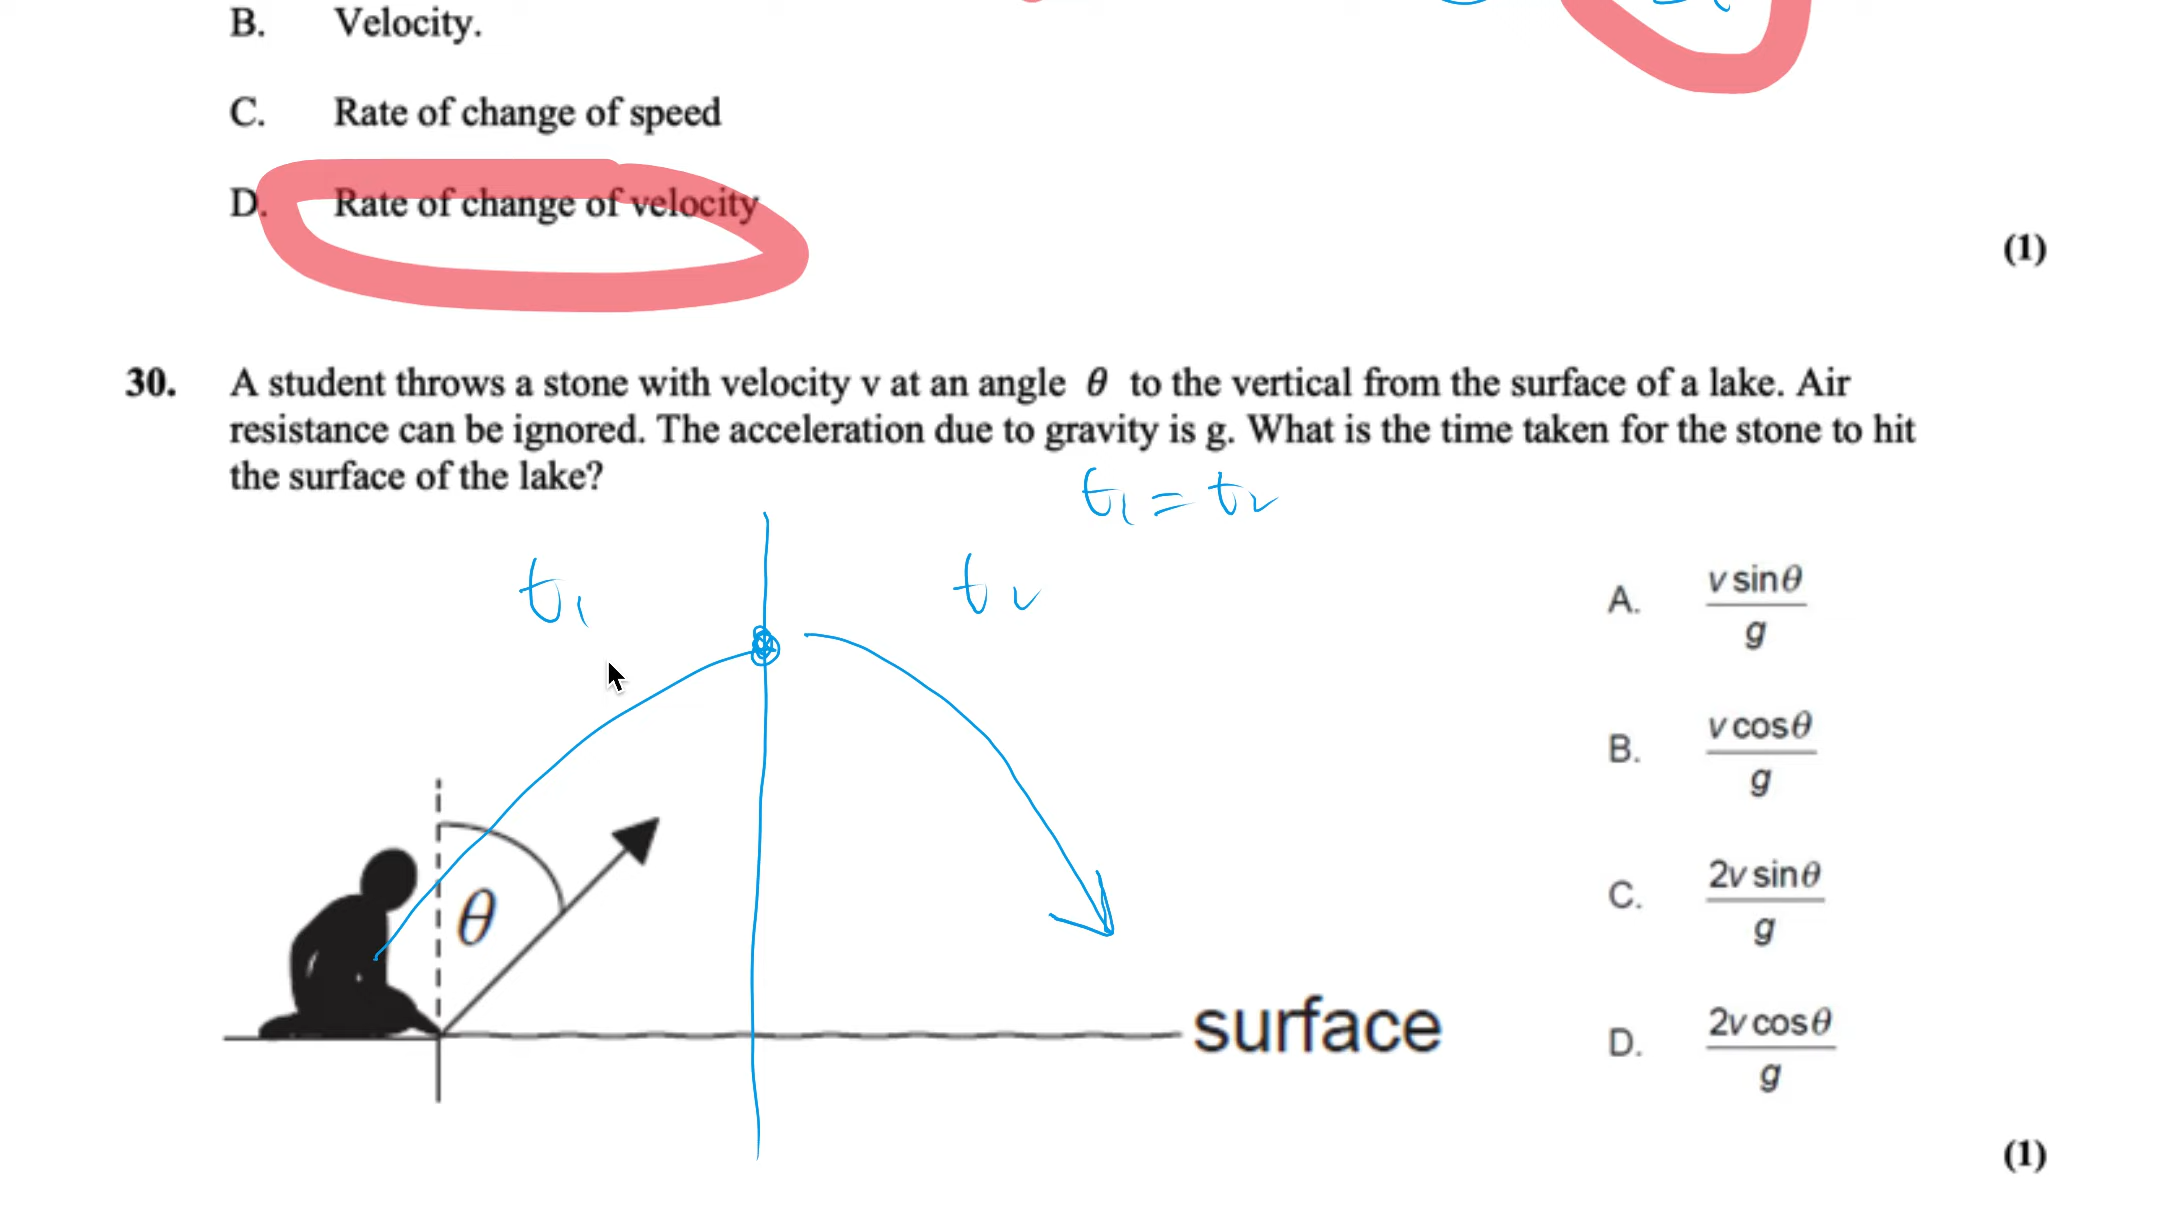 B. Velocity.
C. Rate of change of speed
D. Rate of change of velocity
(1)
30. A student throws a stone with velocity v at an angle θ to the vertical from the surface of a lake. Air
resistance can be ignored. The acceleration due to gravity is g. What is the time taken for the stone to hit
the surface of the lake?
t₁ = t₂
t₁
t₂
θ
surface
A. v sinθ / g
B. v cosθ / g
C. 2v sinθ / g
D. 2v cosθ / g
(1)